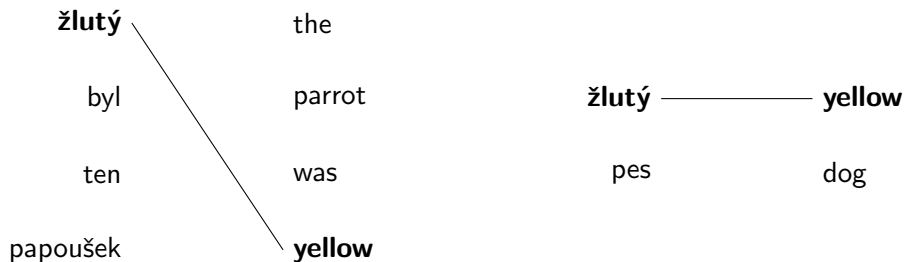 žlutý the
byl parrot žlutý yellow
ten was pes dog
papoušek yellow